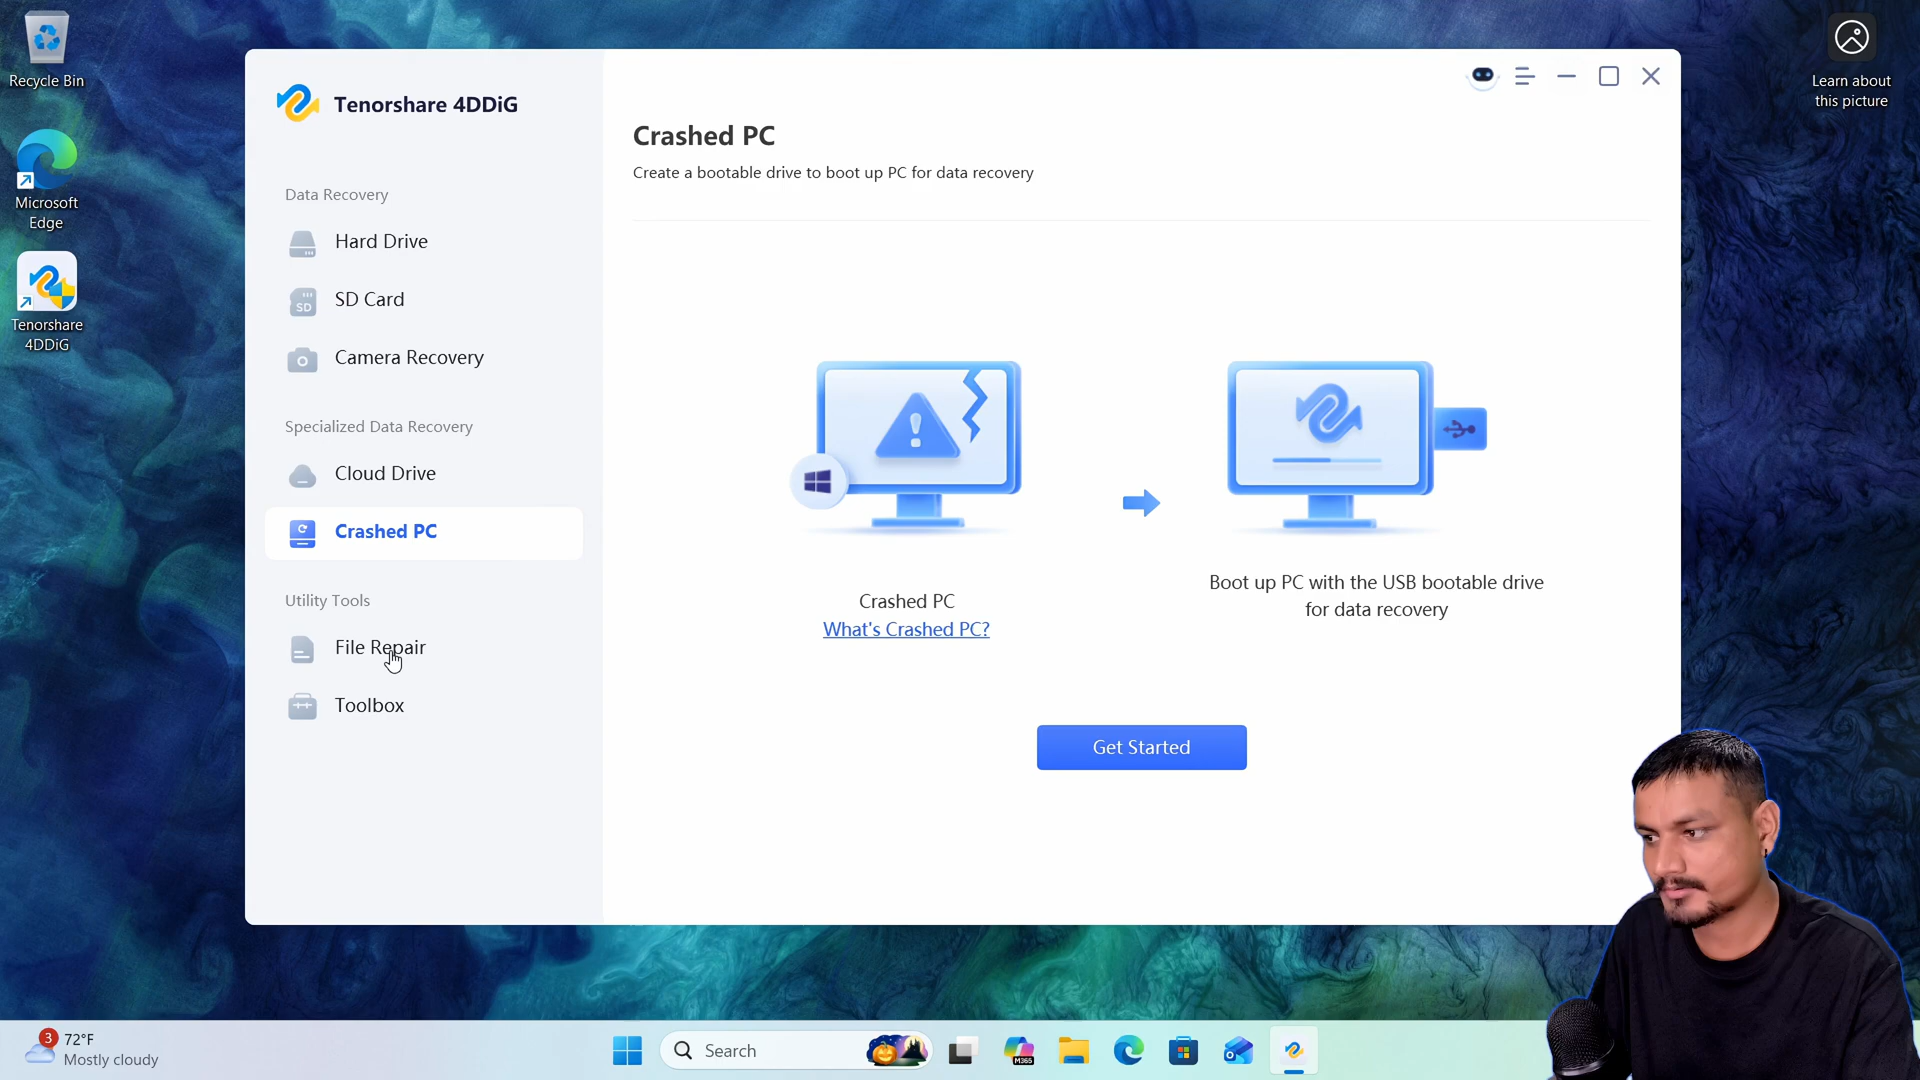 Recycle Bin
Microsoft
Edge
Tenorshare
4DDiG
Learn about
this picture
Tenorshare 4DDiG
Data Recovery
Hard Drive
SD
SD Card
Camera Recovery
Specialized Data Recovery
Cloud Drive
Crashed PC
Utility Tools
File Repair
Toolbox
Crashed PC
Create a bootable drive to boot up PC for data recovery
Crashed PC
What's Crashed PC?
Boot up PC with the USB bootable drive
for data recovery
Get Started
3
72°F
Mostly cloudy
Search
M365